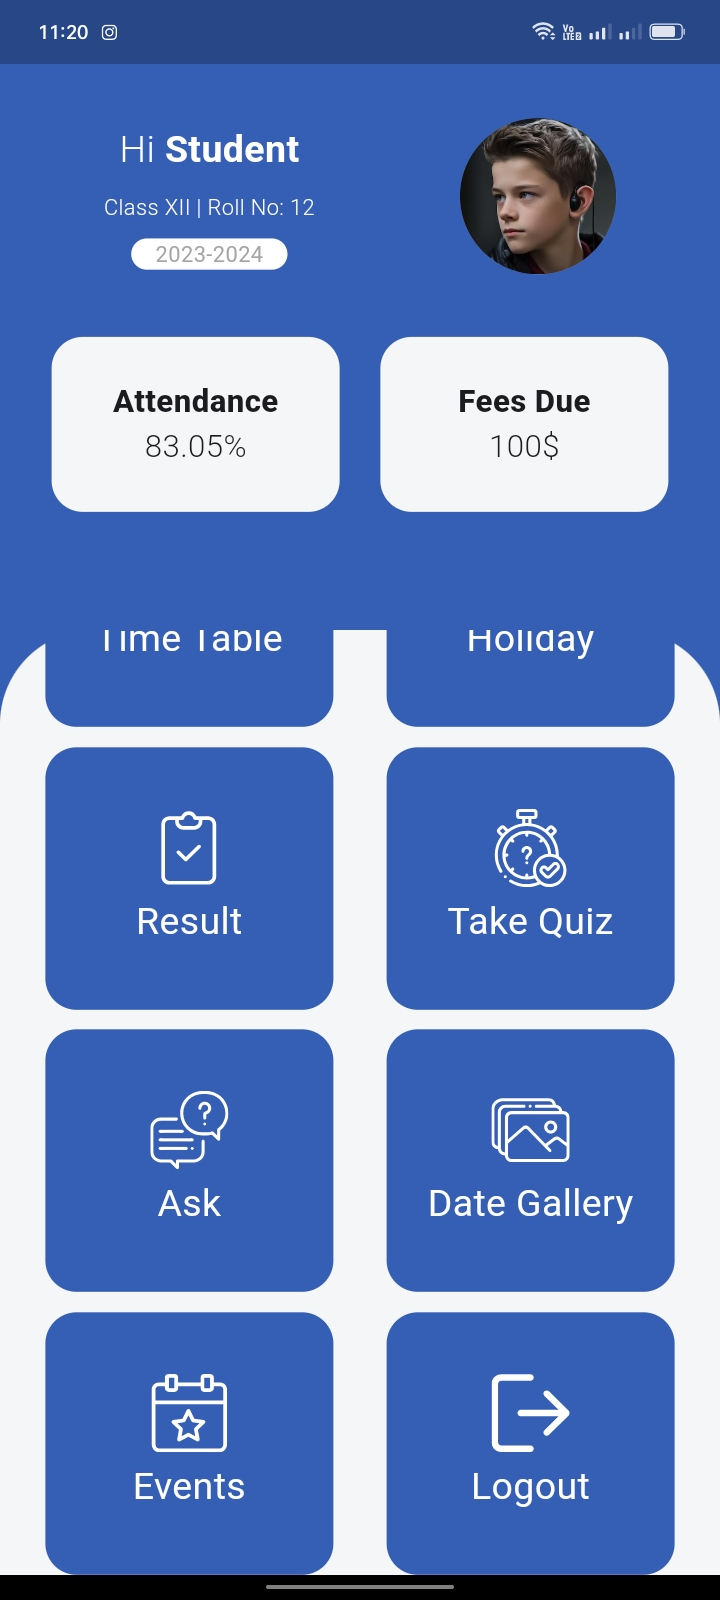 11:20
Vo
LTE 2
Hi Student
Class XII | Roll No: 12
2023-2024
Attendance
83.05%
Fees Due
100$
Time Table
Holiday
Result
Take Quiz
Ask
Date Gallery
Events
Logout